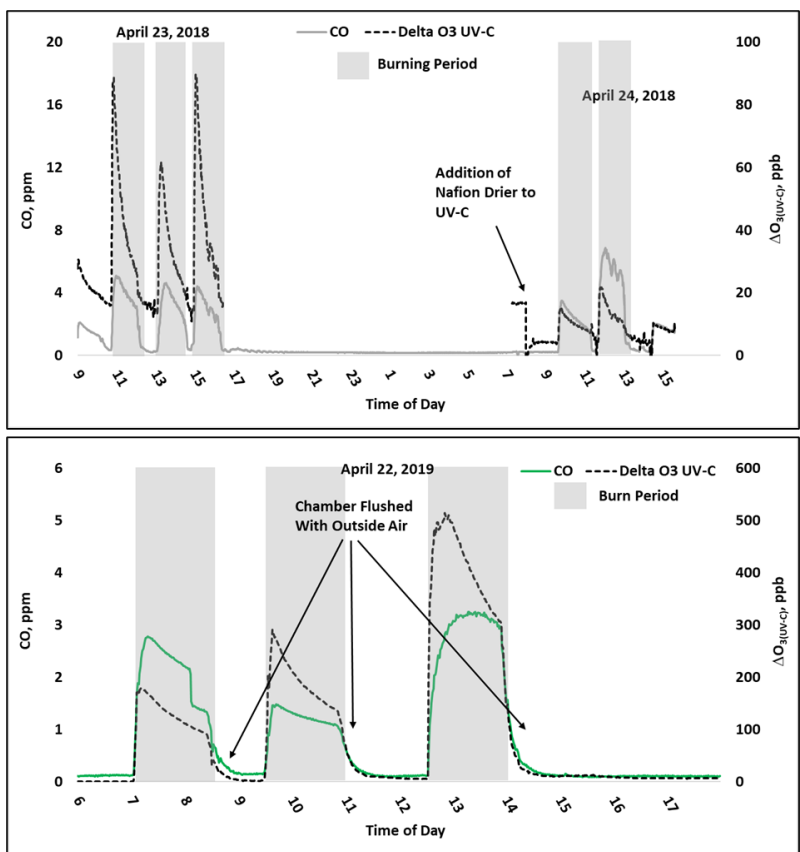 April 23, 2018
CO
Delta O3 UV-C
Burning Period
April 24, 2018
Addition of
Nafion Drier to
UV-C
20
16
12
8
4
0
CO, ppm
100
80
60
40
20
0
ΔO3(UV-C), ppb
9 11 13 15 17 19 21 23 1 3 5 7 9 11 13 15
Time of Day
April 22, 2019
CO
Delta O3 UV-C
Burn Period
Chamber Flushed
With Outside Air
6
5
4
3
2
1
0
CO, ppm
600
500
400
300
200
100
0
ΔO3(UV-C), ppb
6 7 8 9 10 11 12 13 14 15 16 17
Time of Day